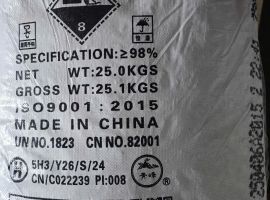 8
SPECIFICATION:≥98%
NET WT:25.0KGS
GROSS WT:25.1KGS
ISO9001:2015
MADE IN CHINA
UN NO.1823 CN NO.82001
5H3/Y26/S/24
CN/C022239 PI:008